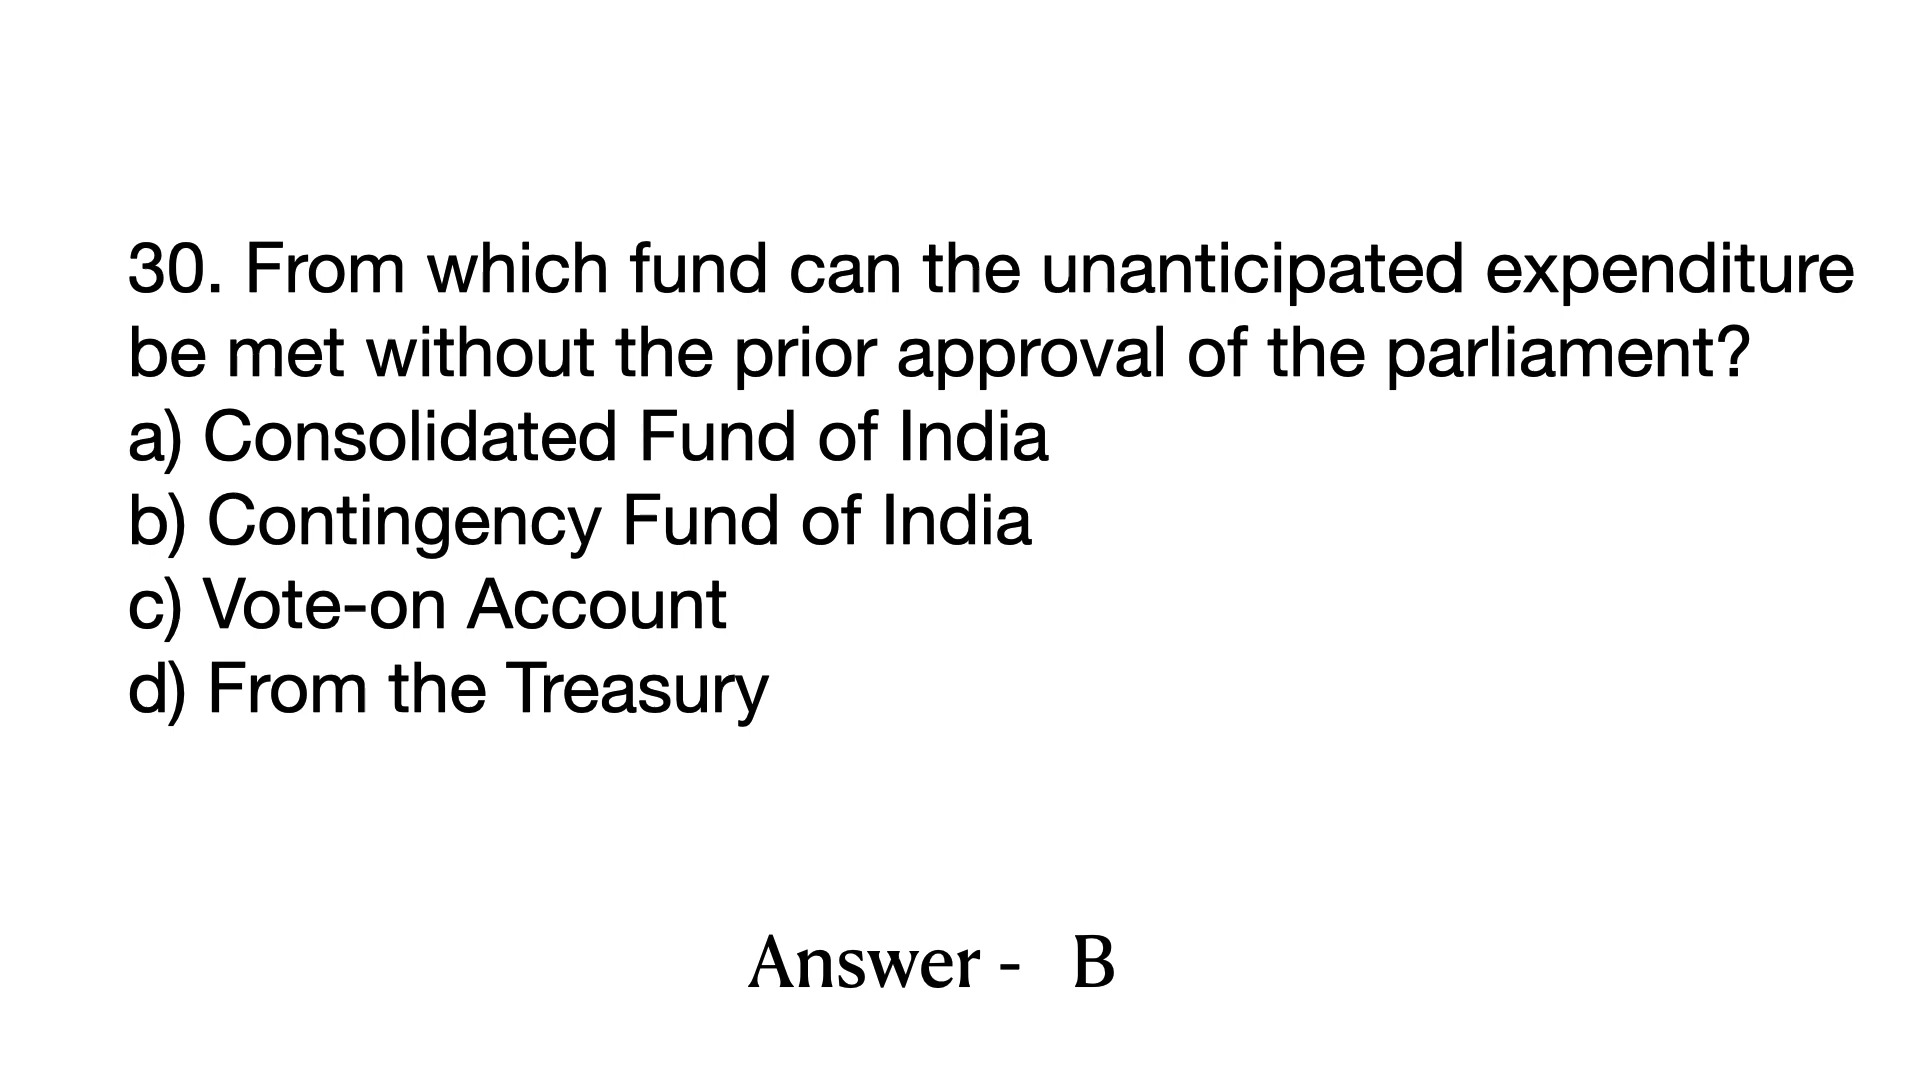 30. From which fund can the unanticipated expenditure
be met without the prior approval of the parliament?
a) Consolidated Fund of India
b) Contingency Fund of India
c) Vote-on Account
d) From the Treasury
Answer - B